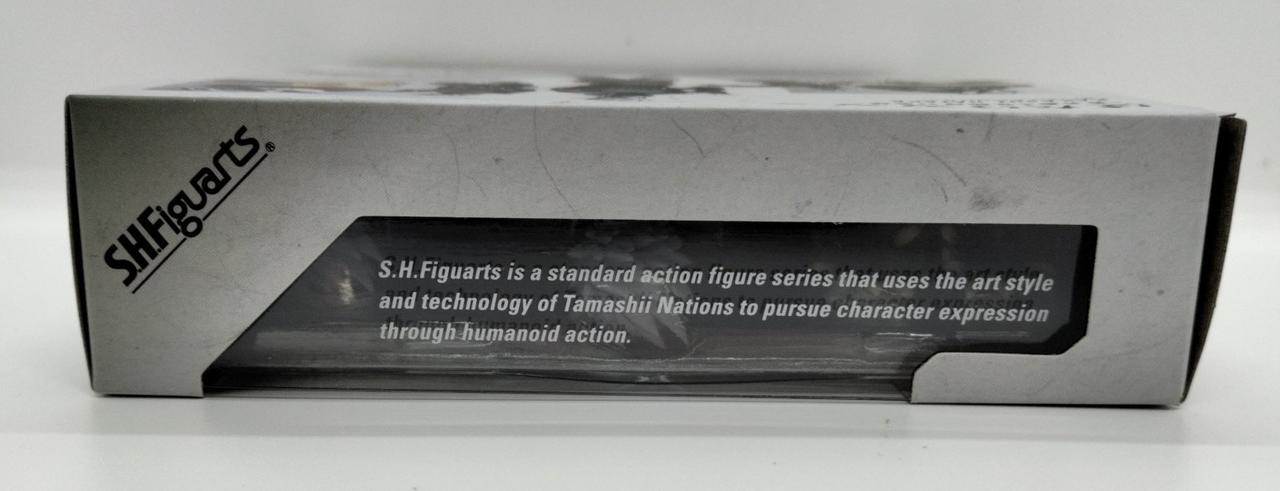 S.H.Figuarts®
S.H.Figuarts is a standard action figure series that uses the art style
and technology of Tamashii Nations to pursue character expression
through humanoid action.